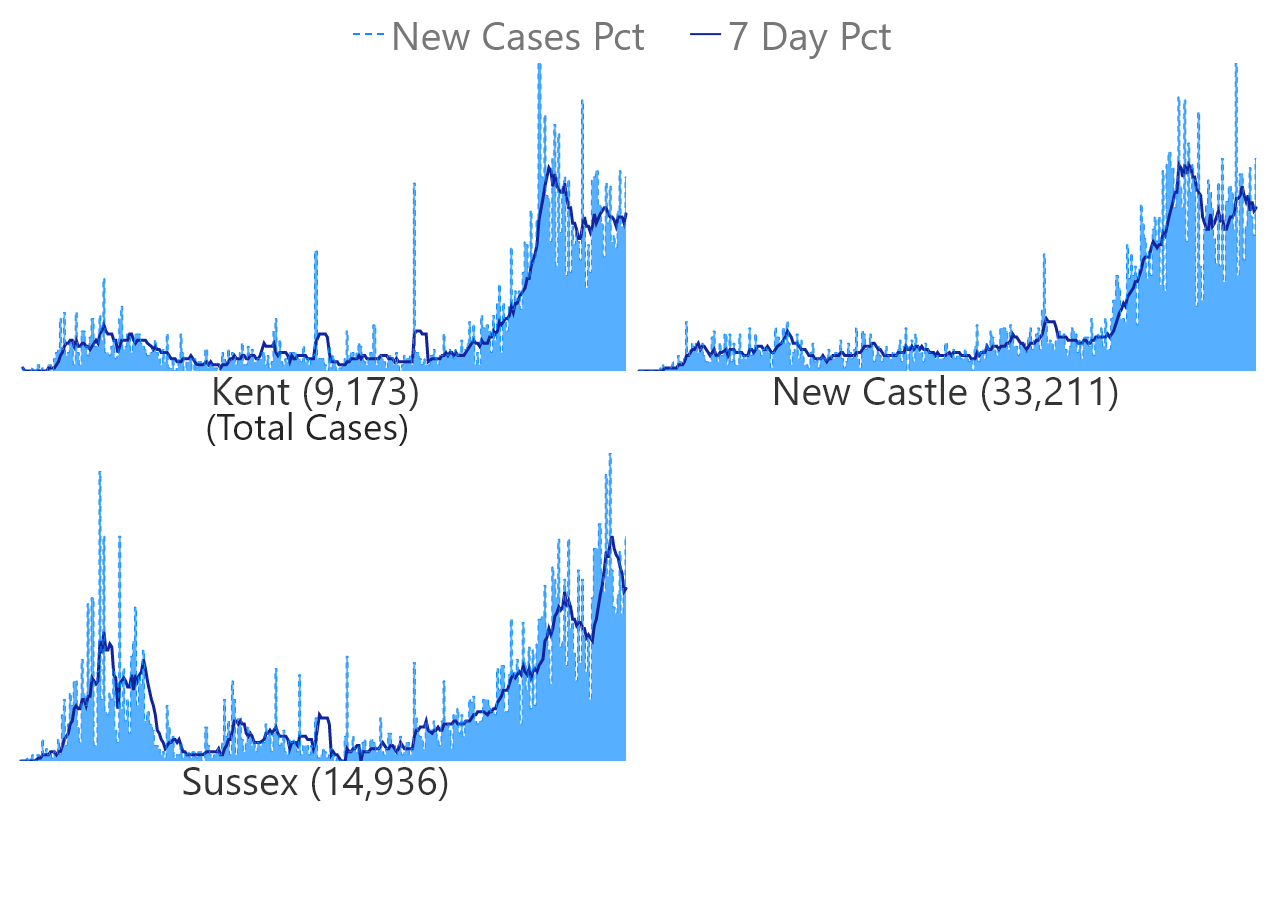 New Cases Pct 7 Day Pct
Kent (9,173) New Castle (33,211)
(Total Cases)
Sussex (14,936)